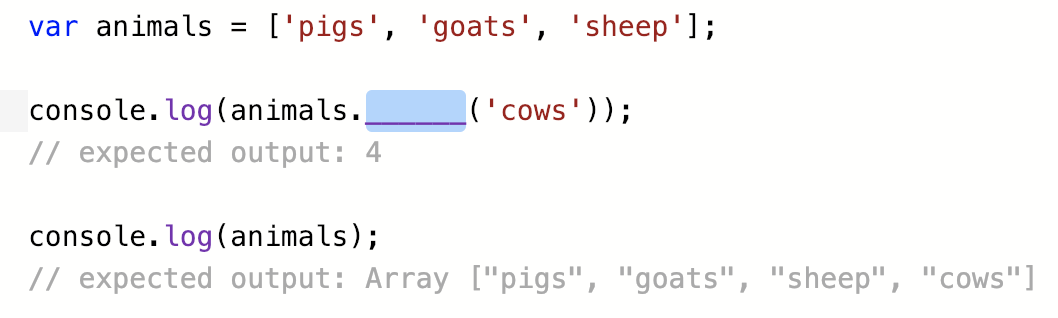 var animals = ['pigs', 'goats', 'sheep'];
console.log(animals.______('cows'));
// expected output: 4
console.log(animals);
// expected output: Array ["pigs", "goats", "sheep", "cows"]